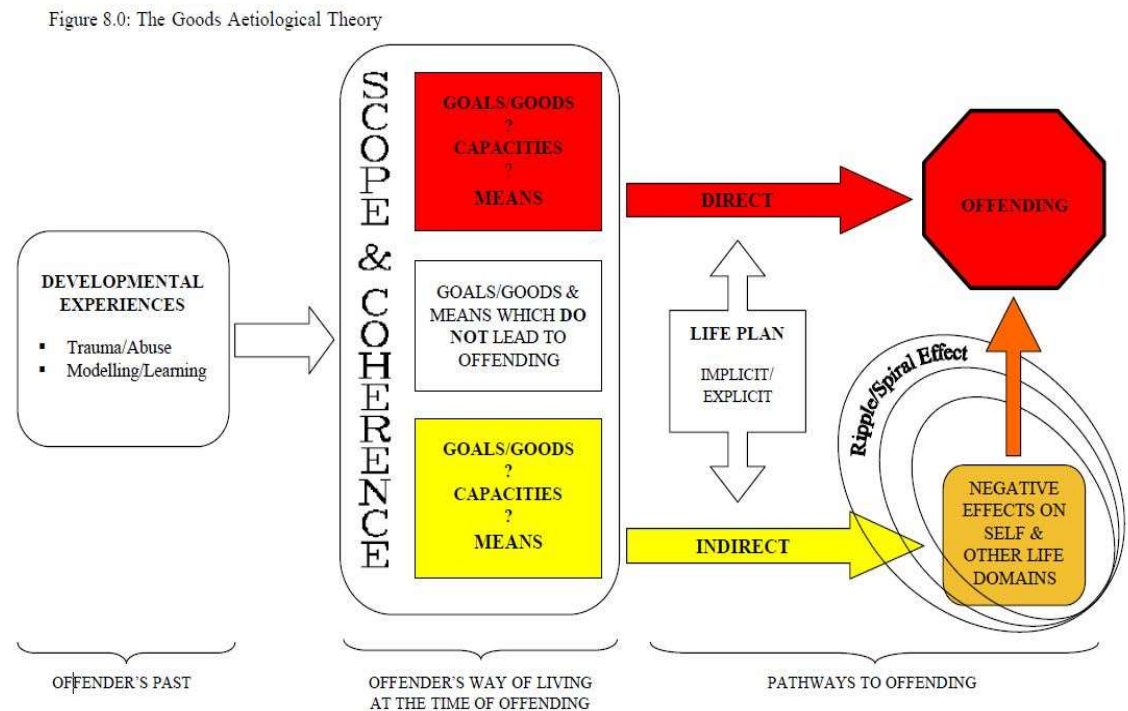 Figure 8.0: The Goods Aetiological Theory
DEVELOPMENTAL
EXPERIENCES
▪ Trauma/Abuse
▪ Modelling/Learning
SCOPE & COHERENCE
GOALS/GOODS
?
CAPACITIES
?
MEANS
GOALS/GOODS &
MEANS WHICH DO
NOT LEAD TO
OFFENDING
GOALS/GOODS
?
CAPACITIES
?
MEANS
DIRECT
LIFE PLAN
IMPLICIT/
EXPLICIT
INDIRECT
OFFENDING
Ripple/Spiral Effect
NEGATIVE
EFFECTS ON
SELF &
OTHER LIFE
DOMAINS
OFFENDER'S PAST
OFFENDER'S WAY OF LIVING
AT THE TIME OF OFFENDING
PATHWAYS TO OFFENDING